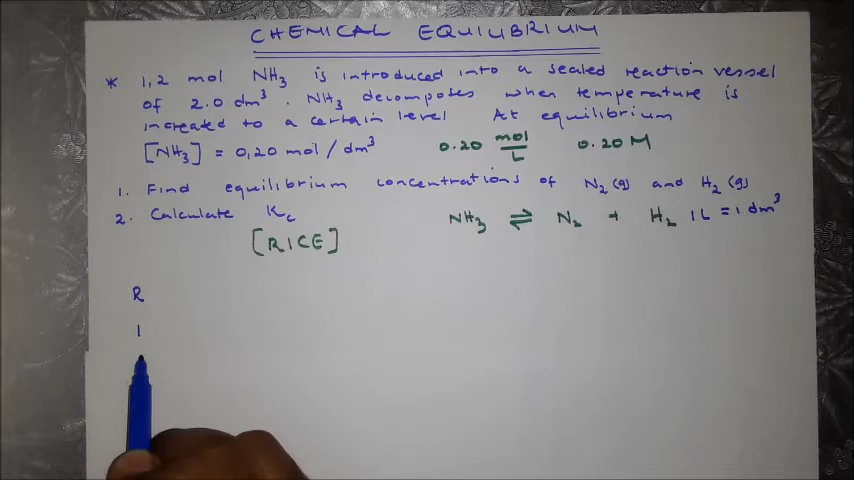 CHEMICAL EQUILIBRIUM
* 1,2 mol NH3 is introduced into a sealed reaction vessel
of 2.0 dm³. NH3 decomposes when temperature is
increased to a certain level At equilibrium
[NH3] = 0,20 mol/dm³ 0.20 mol/L 0.20 M
1. Find equilibrium concentrations of N2(g) and H2(g)
2. Calculate Kc
NH3 ⇌ N2 + H2 1L = 1 dm³
[RICE]
R
I